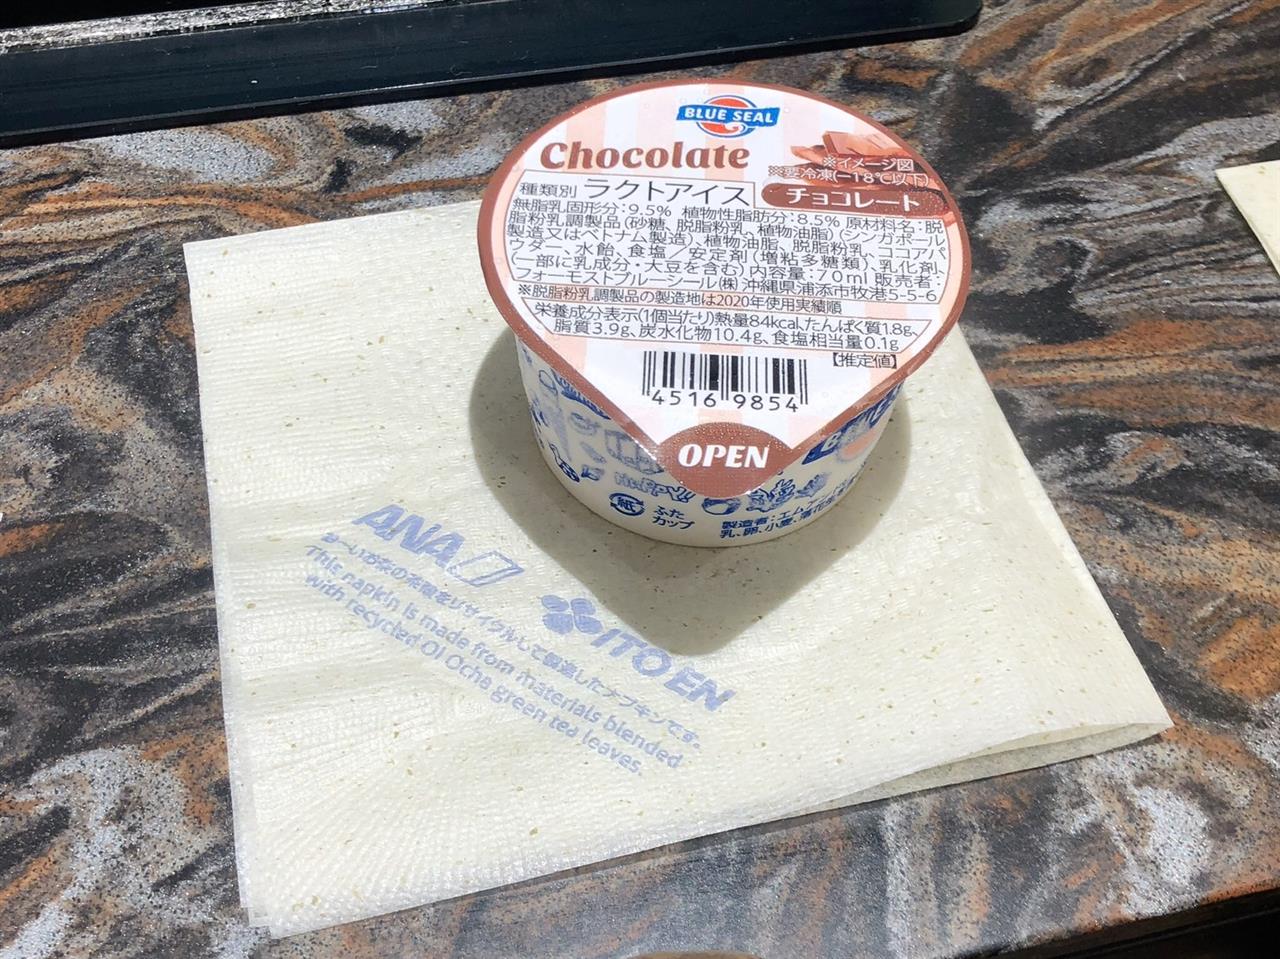 BLUE SEAL
Chocolate
※イメージ図
※要冷凍(-18℃以下)
チョコレート
種類別 ラクトアイス
無脂乳固形分:9.5% 植物性脂肪分:8.5% 原材料名:脱
脂粉乳調製品(砂糖、脱脂粉乳、植物油脂)(シンガポール
製造又はベトナム製造)、植物油脂、脱脂粉乳、ココアパ
ウダー、水飴、食塩/安定剤(増粘多糖類)、乳化剤、
(一部に乳成分・大豆を含む) 内容量:70ml 販売者:
フォーモストブルーシール(株) 沖縄県浦添市牧港5-5-6
※脱脂粉乳調製品の製造地は2020年使用実績順
栄養成分表示(1個当たり)熱量84kcal、たんぱく質1.8g、
脂質3.9g、炭水化物10.4g、食塩相当量0.1g
【推定値】
4516 9854
OPEN
HAPPY!!
紙
ふた
カップ
製造者:エム
乳、卵、小麦、落花生
ANA
ITO EN
お〜いお茶の茶殻をリサイクルして製造したナプキンです。
This napkin is made from materials blended
with recycled Oi Ocha green tea leaves.